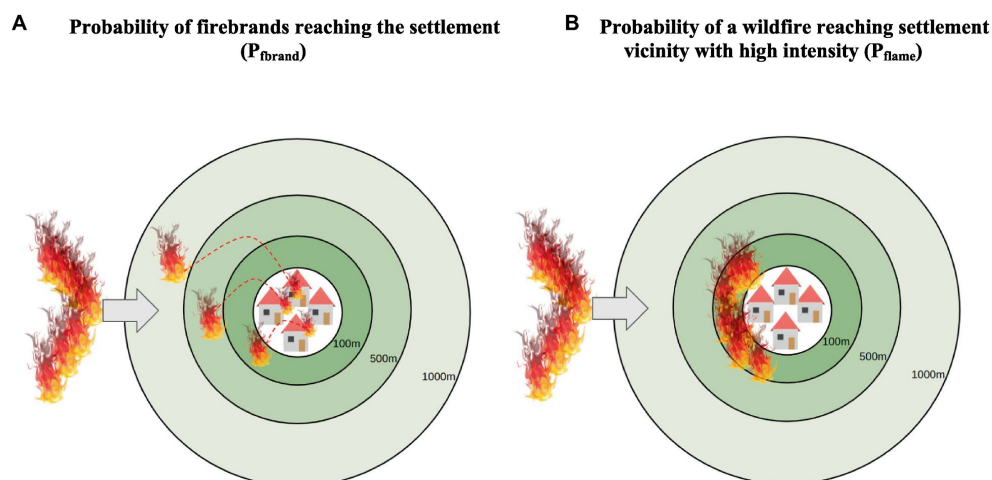 A
Probability of firebrands reaching the settlement
(Pfbrand)
100m
500m
1000m
B
Probability of a wildfire reaching settlement
vicinity with high intensity (Pflame)
100m
500m
1000m